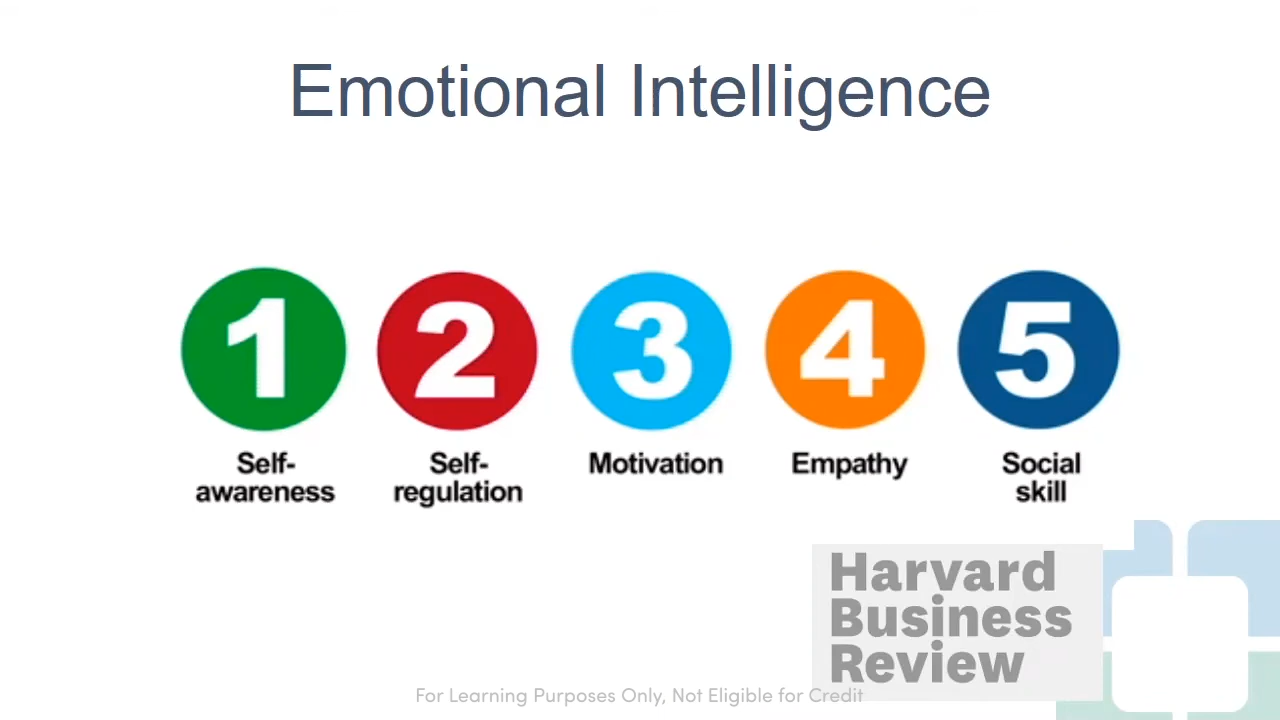 Emotional Intelligence
1
2
3
4
5
Self-
awareness
Self-
regulation
Motivation
Empathy
Social
skill
Harvard
Business
Review
For Learning Purposes Only, Not Eligible for Credit